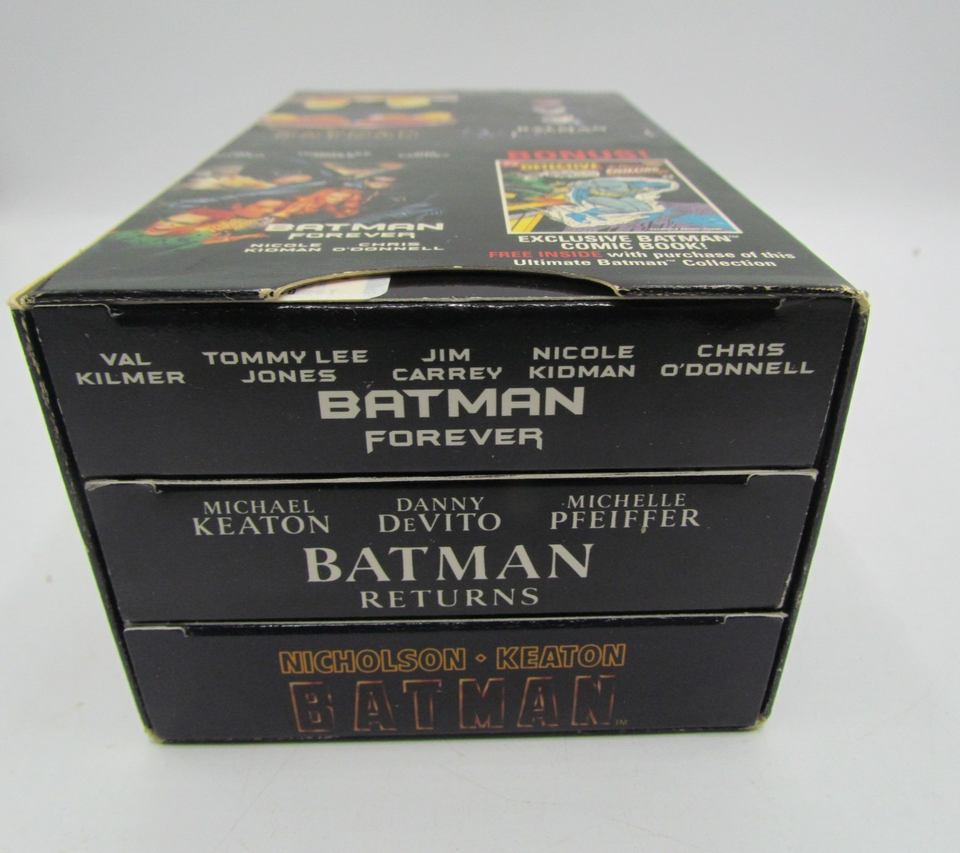 BATMAN
BONUS!
DETECTIVE
BATMAN
FOREVER
NICOLE KIDMAN
CHRIS O'DONNELL
EXCLUSIVE BATMAN™
COMIC BOOK!
FREE INSIDE with purchase of this
Ultimate Batman™ Collection
VAL KILMER
TOMMY LEE JONES
JIM CARREY
NICOLE KIDMAN
CHRIS O'DONNELL
BATMAN
FOREVER
MICHAEL KEATON
DANNY DEVITO
MICHELLE PFEIFFER
BATMAN
RETURNS
NICHOLSON · KEATON
BATMAN™